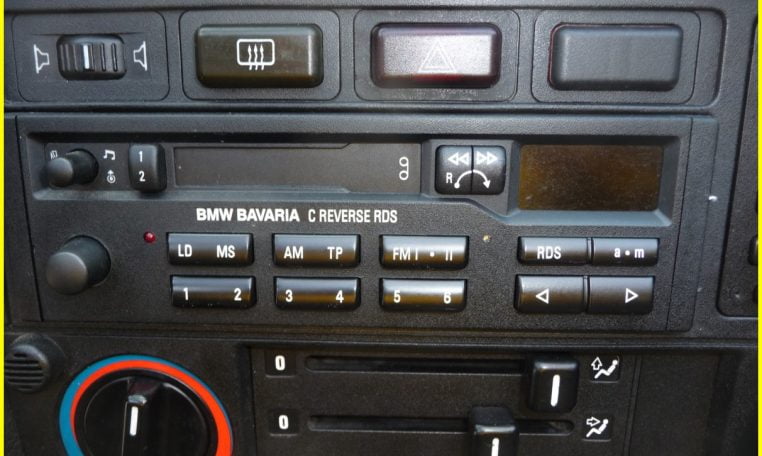 1
2
R
BMW BAVARIA C REVERSE RDS
LD MS AM TP FM I • II RDS a•m
1 2 3 4 5 6
0
0